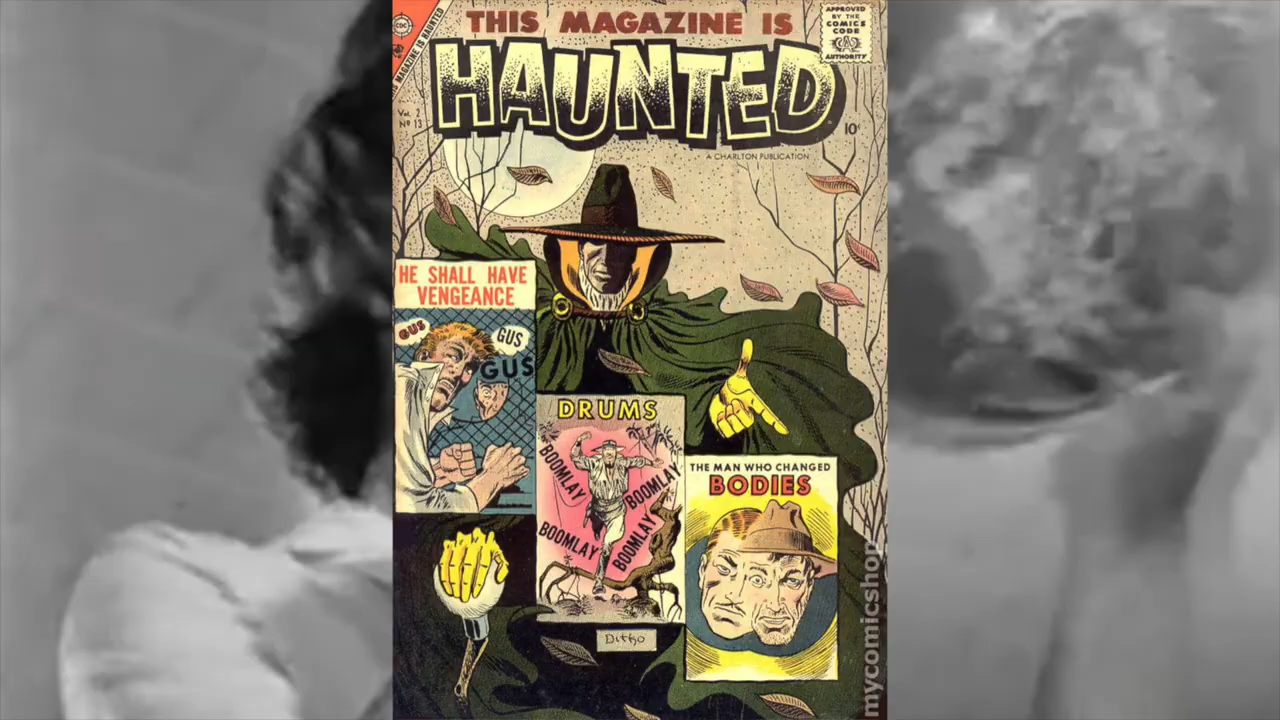 THIS MAGAZINE IS
HAUNTED
CDC
MAGAZINE IS HAUNTED
APPROVED
BY THE
COMICS
CODE
AUTHORITY
Vol. 2
Nº 13
10¢
A CHARLTON PUBLICATION
HE SHALL HAVE
VENGEANCE
GUS
GUS
GUS
DRUMS
BOOMLAY
BOOMLAY
BOOMLAY
BOOMLAY
THE MAN WHO CHANGED
BODIES
Ditko
mycomicshop